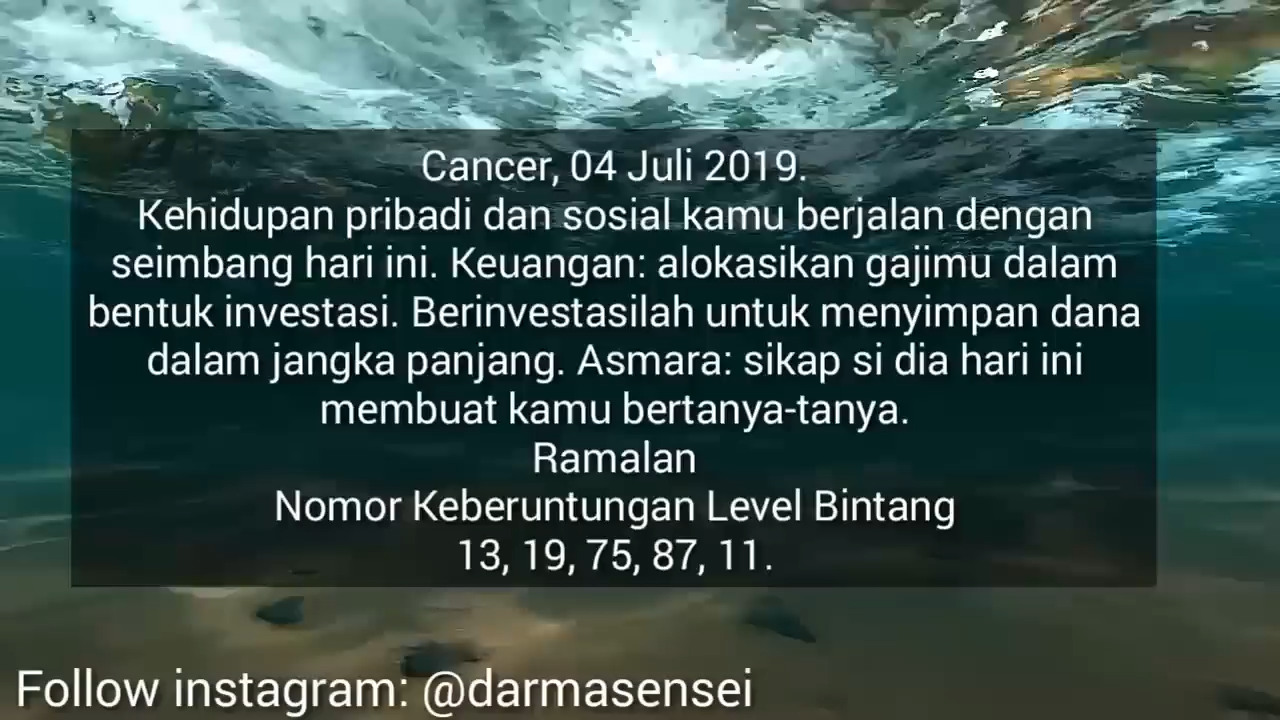 Cancer, 04 Juli 2019.
Kehidupan pribadi dan sosial kamu berjalan dengan
seimbang hari ini. Keuangan: alokasikan gajimu dalam
bentuk investasi. Berinvestasilah untuk menyimpan dana
dalam jangka panjang. Asmara: sikap si dia hari ini
membuat kamu bertanya-tanya.
Ramalan
Nomor Keberuntungan Level Bintang
13, 19, 75, 87, 11.
Follow instagram: @darmasensei